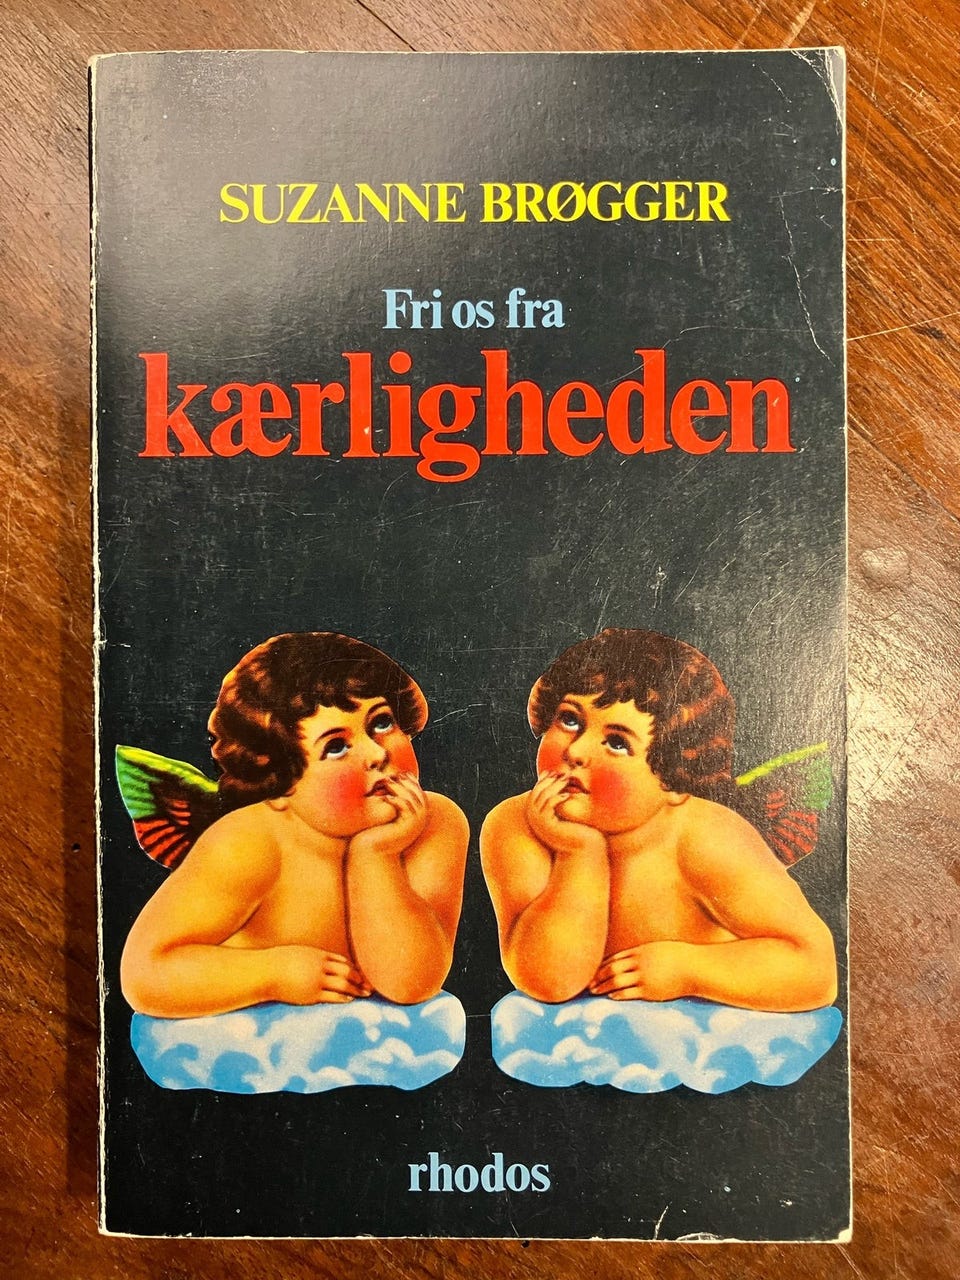 SUZANNE BRØGGER
Fri os fra
kærligheden
rhodos